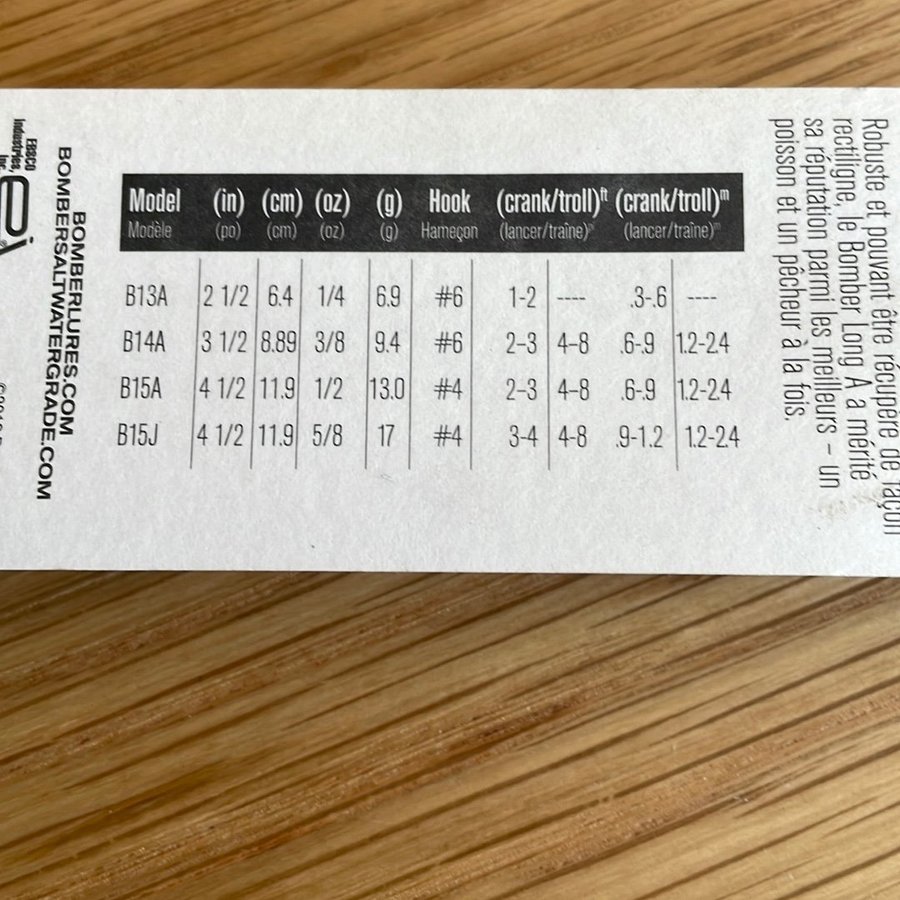 Model (in) (cm) (oz) (g) Hook (crank/troll)ft (crank/troll)m
Modèle (po) (cm) (oz) (g) Hameçon (lancer/traîne)p (lancer/traîne)m
B13A 2 1/2 6.4 1/4 6.9 #6 1-2 ---- .3-.6 ----
B14A 3 1/2 8.89 3/8 9.4 #6 2–3 4–8 .6-.9 1.2-2.4
B15A 4 1/2 11.9 1/2 13.0 #4 2–3 4–8 .6-.9 1.2-2.4
B15J 4 1/2 11.9 5/8 17 #4 3-4 4-8 .9-1.2 1.2-2.4
Robuste et pouvant être récupère de façon
rectiligne, le Bomber Long A a mérité
sa réputation parmi les meilleurs – un
poisson et un pêcheur à la fois.
BOMBERLURES.COM
BOMBERSALTWATERGRADE.COM
EBSCO
Industries, Inc.